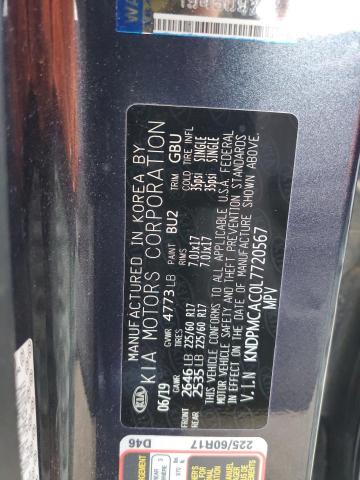 MANUFACTURED IN KOREA BY
KIA KIA MOTORS CORPORATION
06/19 GVWR 4773 LB PAINT BU2 TRIM GBU
GAWR TIRES RIMS COLD TIRE INFL
FRONT 2646 LB 225/60 R17 7.0Jx17 35psi SINGLE
REAR 2535 LB 225/60 R17 7.0Jx17 35psi SINGLE
THIS VEHICLE CONFORMS TO ALL APPLICABLE U.S.A. FEDERAL
MOTOR VEHICLE SAFETY AND THEFT PREVENTION STANDARDS
IN EFFECT ON THE DATE OF MANUFACTURE SHOWN ABOVE.
V.I.N KNDPMCAC0L7720567
MPV
D46
225/60R17